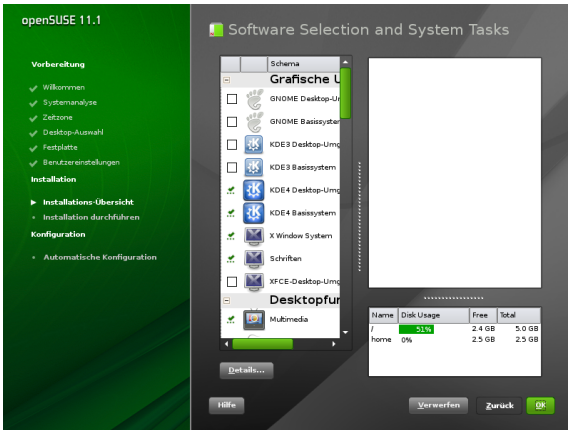 openSUSE 11.1
Vorbereitung
Willkommen
Systemanalyse
Zeitzone
Desktop-Auswahl
Festplatte
Benutzereinstellungen
Installation
Installations-Übersicht
Installation durchführen
Konfiguration
Automatische Konfiguration
Software Selection and System Tasks
Schema
Grafische U
GNOME Desktop-Um
GNOME Basissystem
KDE3 Desktop-Umg
KDE3 Basissystem
KDE4 Desktop-Umg
KDE4 Basissystem
X Window System
Schriften
XFCE-Desktop-Umg
Desktopfun
Multimedia
Details...
Name Disk Usage Free Total
/ 51% 2.4 GB 5.0 GB
home 0% 2.5 GB 2.5 GB
Hilfe
Verwerfen
Zurück
OK